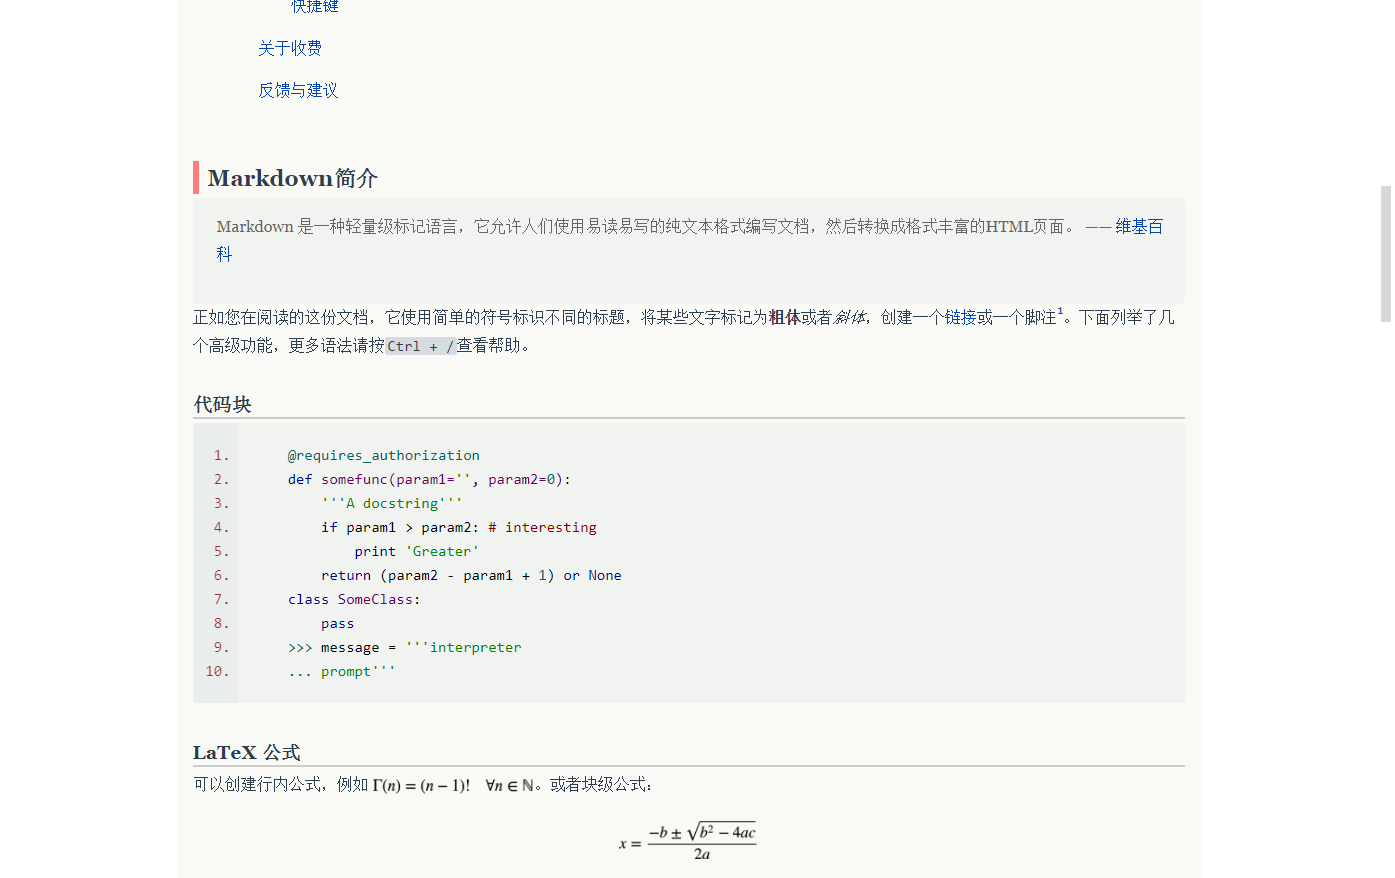 快捷键
关于收费
反馈与建议
Markdown简介
Markdown 是一种轻量级标记语言，它允许人们使用易读易写的纯文本格式编写文档，然后转换成格式丰富的HTML页面。 —— 维基百
科
正如您在阅读的这份文档，它使用简单的符号标识不同的标题，将某些文字标记为粗体或者斜体，创建一个链接或一个脚注1。下面列举了几
个高级功能，更多语法请按Ctrl + /查看帮助。
代码块
1. @requires_authorization
2. def somefunc(param1='', param2=0):
3. '''A docstring'''
4. if param1 > param2: # interesting
5. print 'Greater'
6. return (param2 - param1 + 1) or None
7. class SomeClass:
8. pass
9. >>> message = '''interpreter
10. ... prompt'''
LaTeX 公式
可以创建行内公式，例如 Γ(n) = (n − 1)! ∀n ∈ ℕ。或者块级公式：
x = \frac{-b ± \sqrt{b² − 4ac}}{2a}